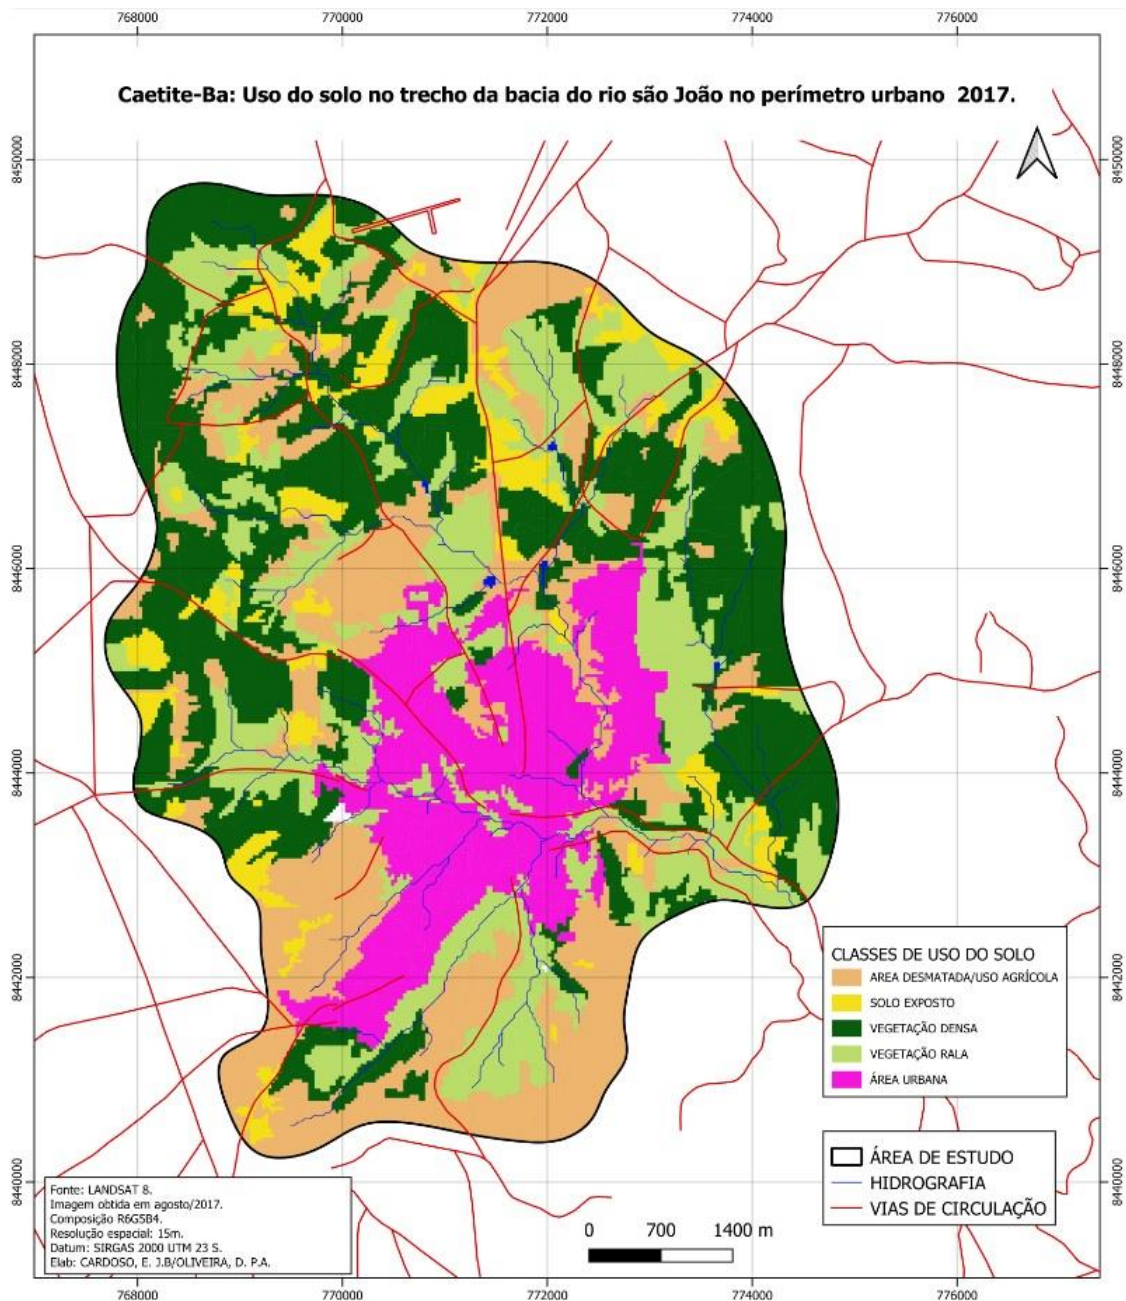 768000 770000 772000 774000 776000
Caetite-Ba: Uso do solo no trecho da bacia do rio são João no perímetro urbano 2017.
8450000 8450000
8448000 8448000
8446000 8446000
8444000 8444000
8442000 8442000
8440000 8440000
CLASSES DE USO DO SOLO
AREA DESMATADA/USO AGRÍCOLA
SOLO EXPOSTO
VEGETAÇÃO DENSA
VEGETAÇÃO RALA
ÁREA URBANA
ÁREA DE ESTUDO
HIDROGRAFIA
VIAS DE CIRCULAÇÃO
Fonte: LANDSAT 8.
Imagem obtida em agosto/2017.
Composição R6G5B4.
Resolução espacial: 15m.
Datum: SIRGAS 2000 UTM 23 S.
Elab: CARDOSO, E. J.B/OLIVEIRA, D. P.A.
0 700 1400 m
768000 770000 772000 774000 776000